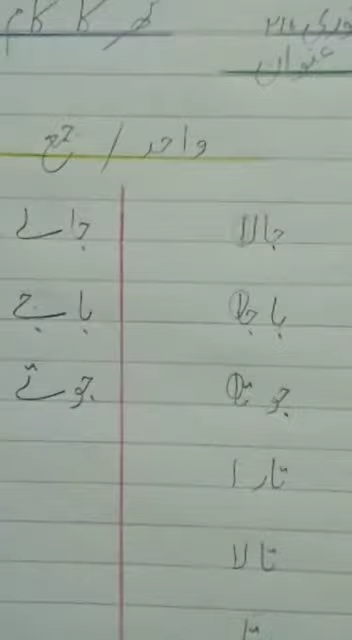 گھر کا کام
عنوان
واحد / جمع
جالا جالے
باجا باجے
جوتا جوتے
تارا
تالا